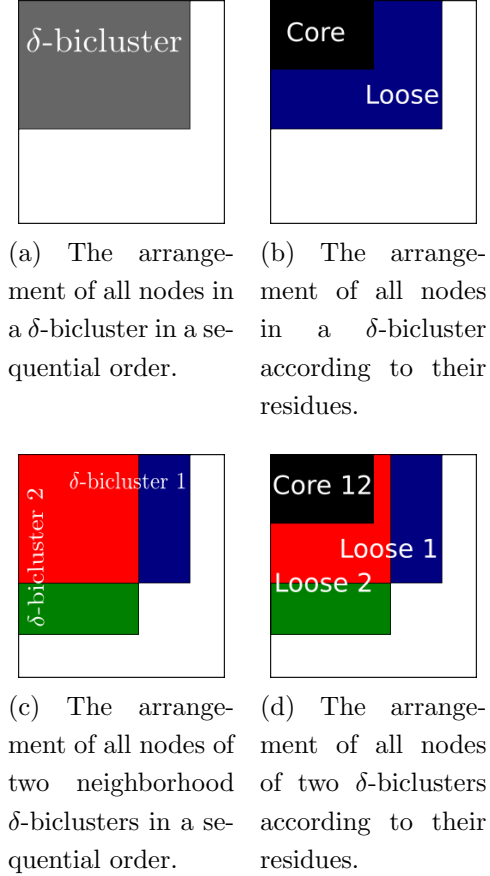 δ-bicluster
Core
Loose
(a) The arrange-
ment of all nodes in
a δ-bicluster in a se-
quential order.
(b) The arrange-
ment of all nodes
in a δ-bicluster
according to their
residues.
δ-bicluster 1
δ-bicluster 2
Core 12
Loose 1
Loose 2
(c) The arrange-
ment of all nodes of
two neighborhood
δ-biclusters in a se-
quential order.
(d) The arrange-
ment of all nodes
of two δ-biclusters
according to their
residues.